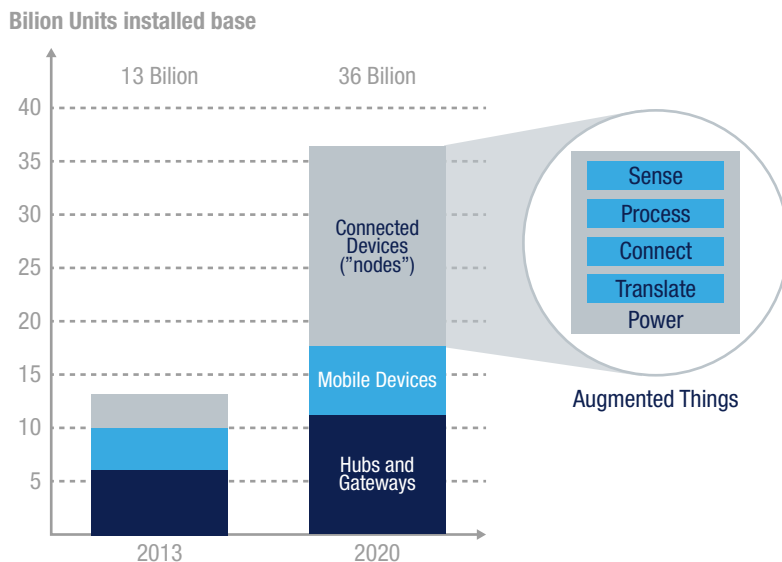 Bilion Units installed base
13 Bilion
36 Bilion
40
35
30
25
20
15
10
5
Connected
Devices
("nodes")
Mobile Devices
Hubs and
Gateways
2013
2020
Sense
Process
Connect
Translate
Power
Augmented Things